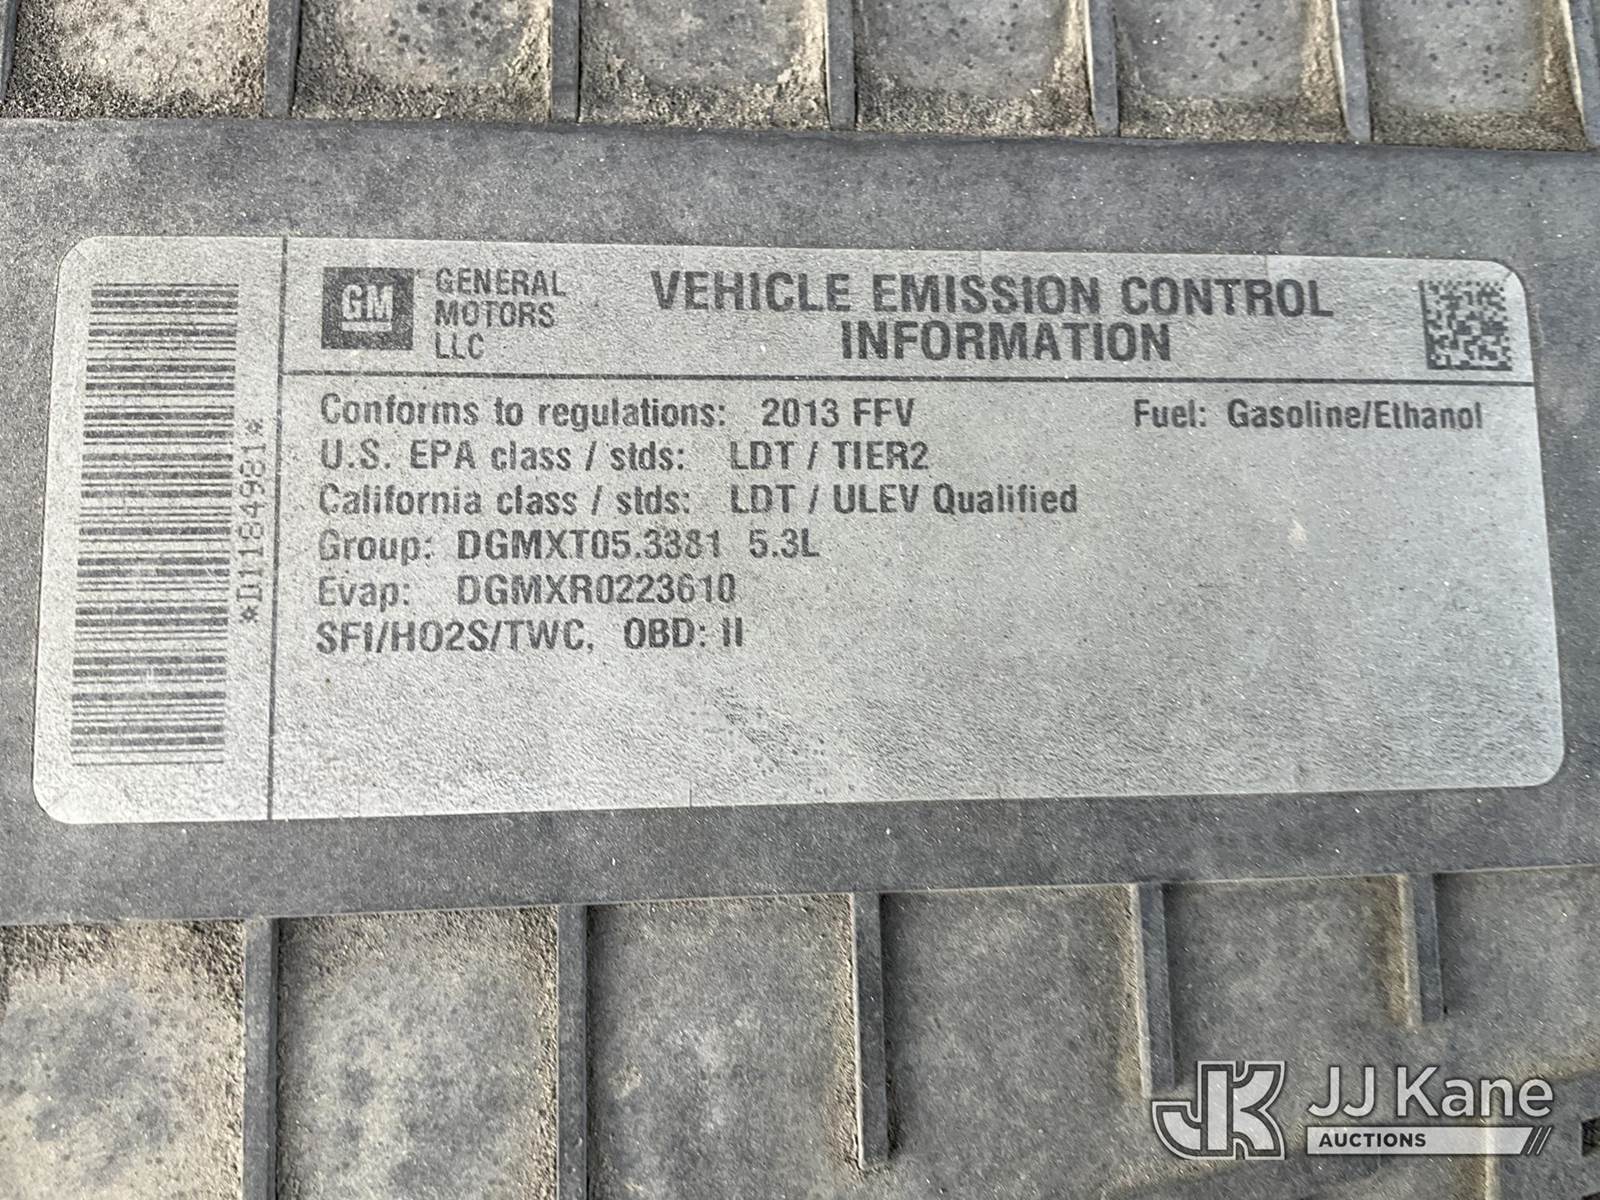 GM
GENERAL
MOTORS
LLC
VEHICLE EMISSION CONTROL
INFORMATION
*D1184981*
Conforms to regulations: 2013 FFV Fuel: Gasoline/Ethanol
U.S. EPA class / stds: LDT / TIER2
California class / stds: LDT / ULEV Qualified
Group: DGMXT05.3381 5.3L
Evap: DGMXR0223610
SFI/HO2S/TWC, OBD: II
JK JJ Kane
AUCTIONS